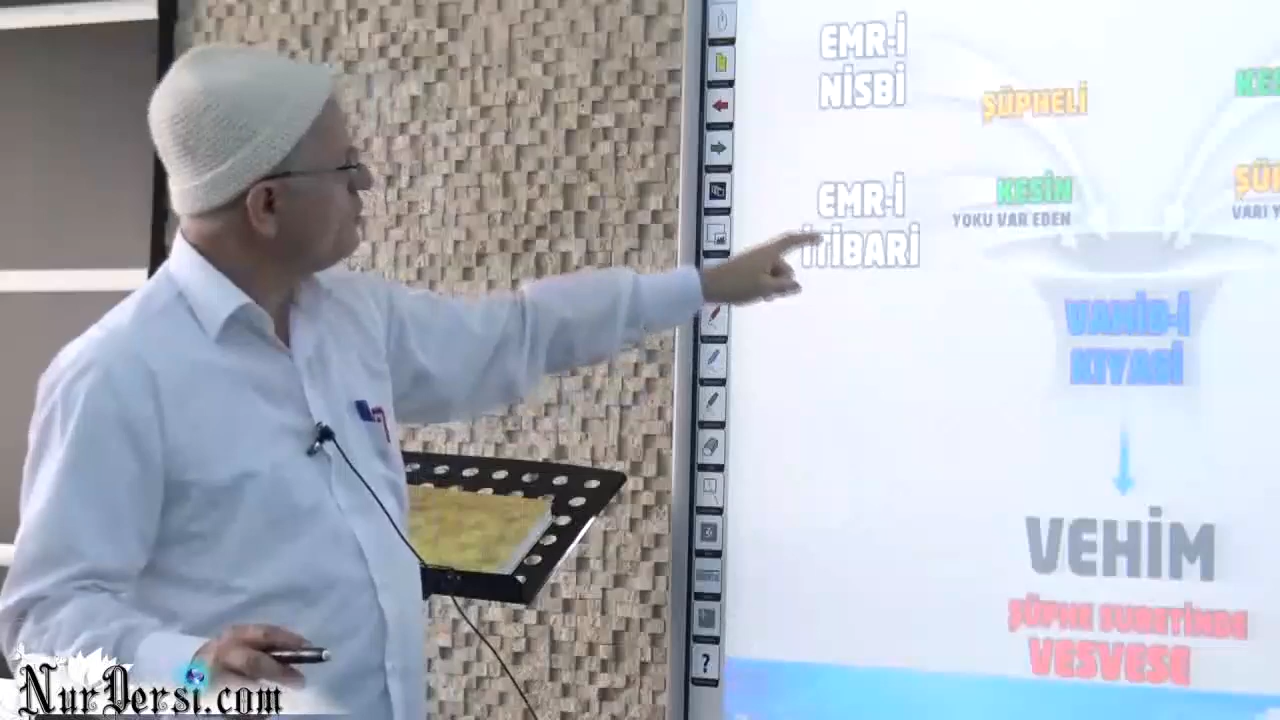 EMR-İ
NİSBİ
ŞÜPHELİ
EMR-İ
İTİBARİ
KESİN
YOKU VAR EDEN
VAHİD-İ
KIYASİ
VEHİM
ŞÜPHE SURETİNDE
VESVESE
?
NurDersi.com